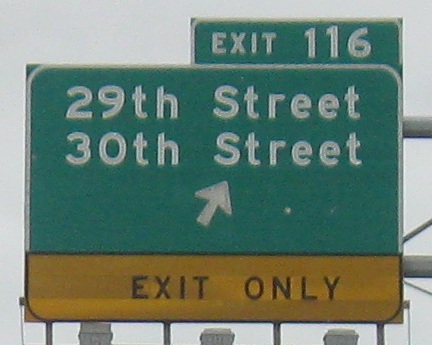 EXIT 116
29th Street
30th Street
EXIT ONLY